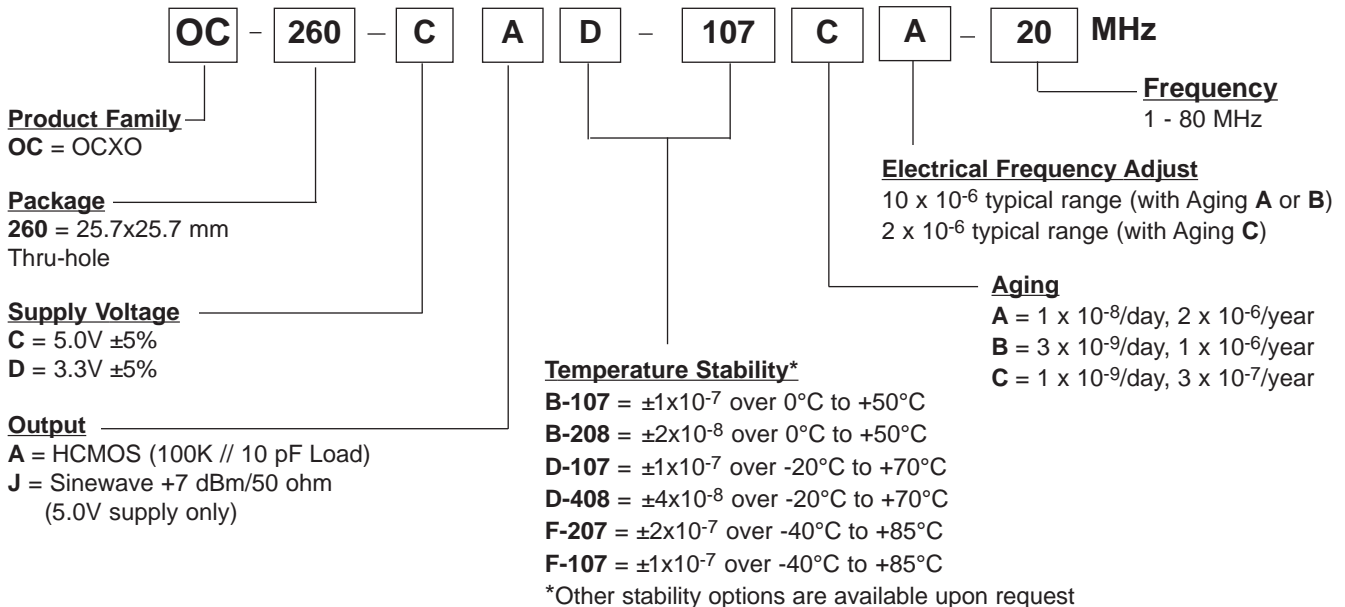 OC - 260 - C A D - 107 C A - 20 MHz
Product Family
OC = OCXO
Package
260 = 25.7x25.7 mm
Thru-hole
Supply Voltage
C = 5.0V ±5%
D = 3.3V ±5%
Output
A = HCMOS (100K // 10 pF Load)
J = Sinewave +7 dBm/50 ohm
(5.0V supply only)
Temperature Stability*
B-107 = ±1x10-7 over 0°C to +50°C
B-208 = ±2x10-8 over 0°C to +50°C
D-107 = ±1x10-7 over -20°C to +70°C
D-408 = ±4x10-8 over -20°C to +70°C
F-207 = ±2x10-7 over -40°C to +85°C
F-107 = ±1x10-7 over -40°C to +85°C
*Other stability options are available upon request
Frequency
1 - 80 MHz
Electrical Frequency Adjust
10 x 10-6 typical range (with Aging A or B)
2 x 10-6 typical range (with Aging C)
Aging
A = 1 x 10-8/day, 2 x 10-6/year
B = 3 x 10-9/day, 1 x 10-6/year
C = 1 x 10-9/day, 3 x 10-7/year